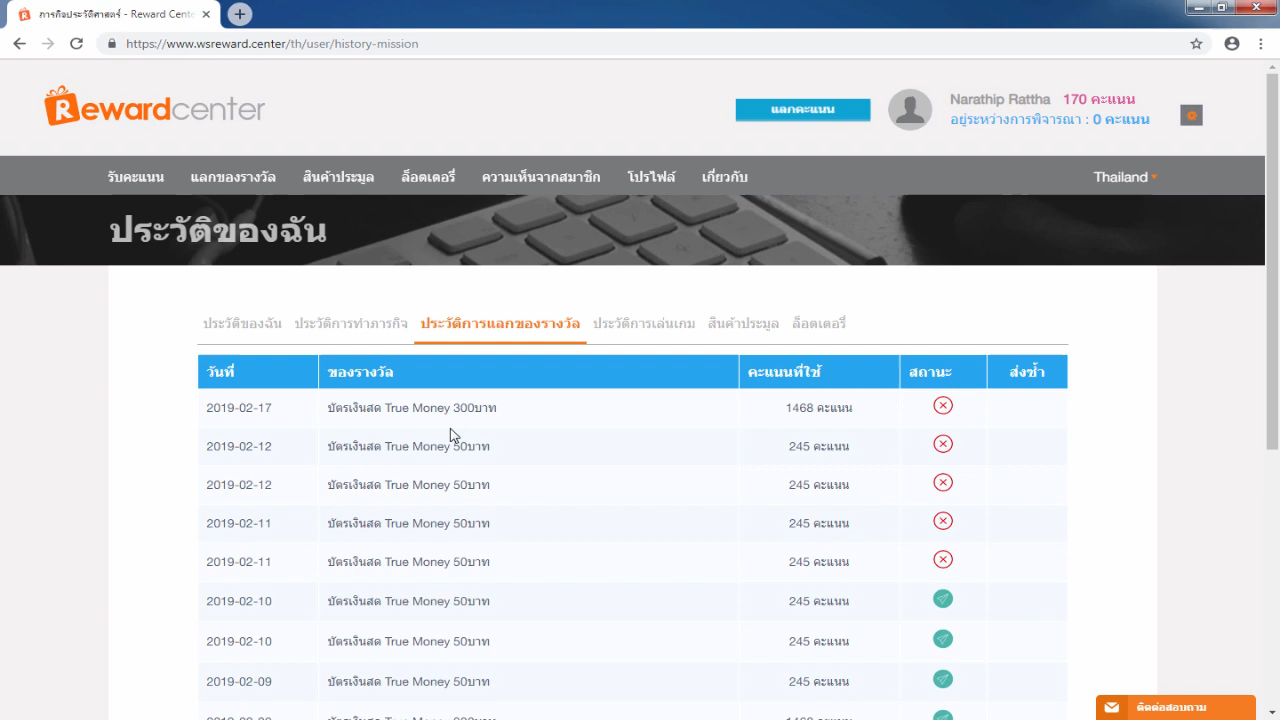 ภารกิจประวัติศาสตร์ - Reward Cente
https://www.wsreward.center/th/user/history-mission
Rewardcenter
แลกคะแนน
Narathip Rattha 170 คะแนน
อยู่ระหว่างการพิจารณา : 0 คะแนน
รับคะแนน แลกของรางวัล สินค้าประมูล ล็อตเตอรี่ ความเห็นจากสมาชิก โปรไฟล์ เกี่ยวกับ Thailand
ประวัติของฉัน
ประวัติของฉัน ประวัติการทำภารกิจ ประวัติการแลกของรางวัล ประวัติการเล่นเกม สินค้าประมูล ล็อตเตอรี่
วันที่ ของรางวัล คะแนนที่ใช้ สถานะ ส่งซ้ำ
2019-02-17 บัตรเงินสด True Money 300บาท 1468 คะแนน
2019-02-12 บัตรเงินสด True Money 50บาท 245 คะแนน
2019-02-12 บัตรเงินสด True Money 50บาท 245 คะแนน
2019-02-11 บัตรเงินสด True Money 50บาท 245 คะแนน
2019-02-11 บัตรเงินสด True Money 50บาท 245 คะแนน
2019-02-10 บัตรเงินสด True Money 50บาท 245 คะแนน
2019-02-10 บัตรเงินสด True Money 50บาท 245 คะแนน
2019-02-09 บัตรเงินสด True Money 50บาท 245 คะแนน
ติดต่อสอบถาม